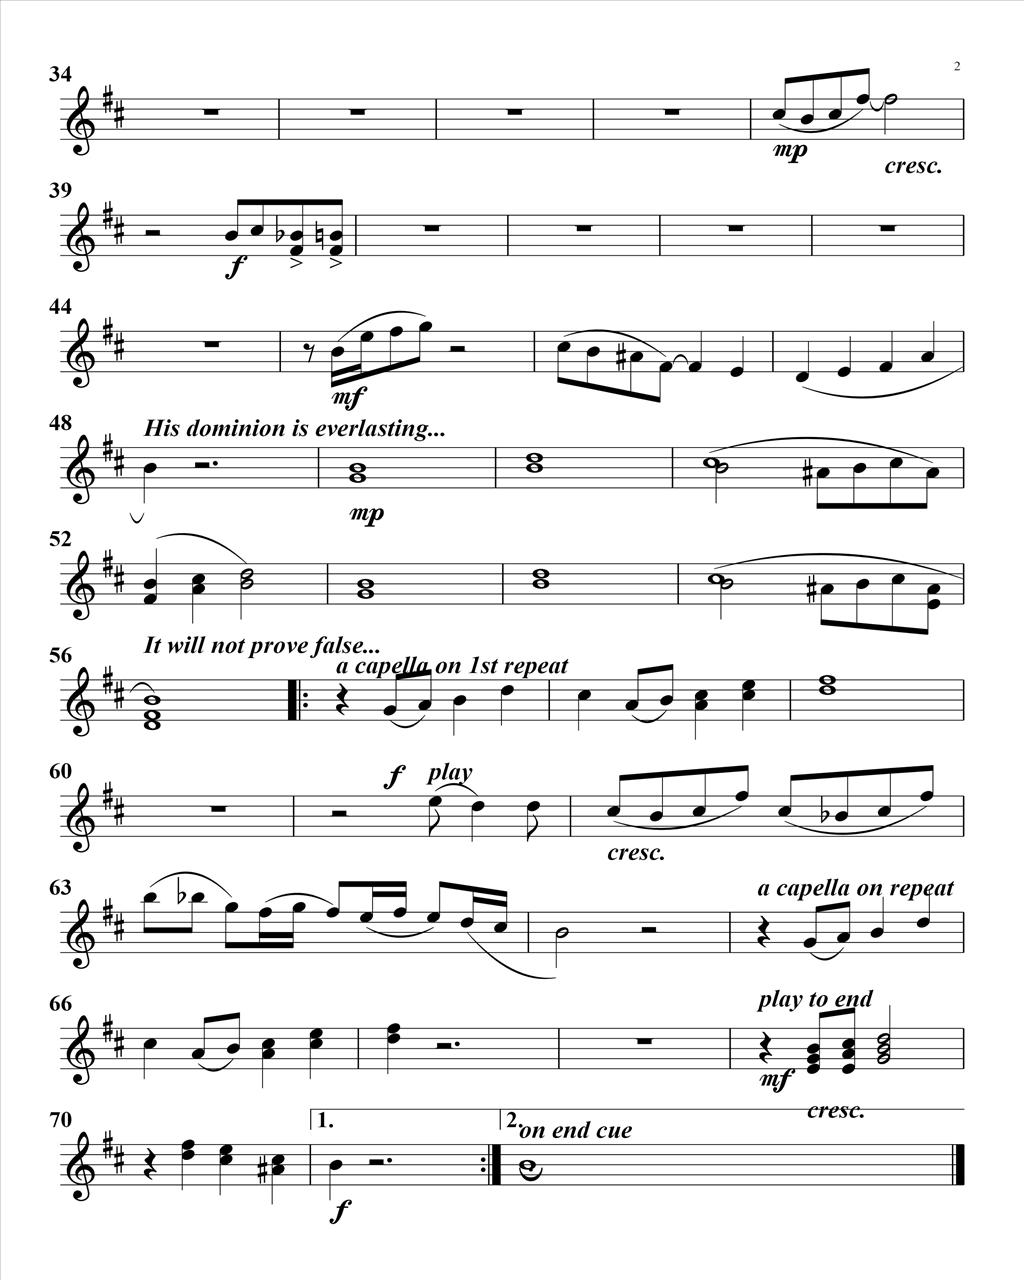 2
34
mp
cresc.
39
f
44
mf
48
His dominion is everlasting...
mp
52
56
It will not prove false...
a capella on 1st repeat
60
f play
cresc.
63
a capella on repeat
66
play to end
mf
cresc.
70
1.
2.
on end cue
f